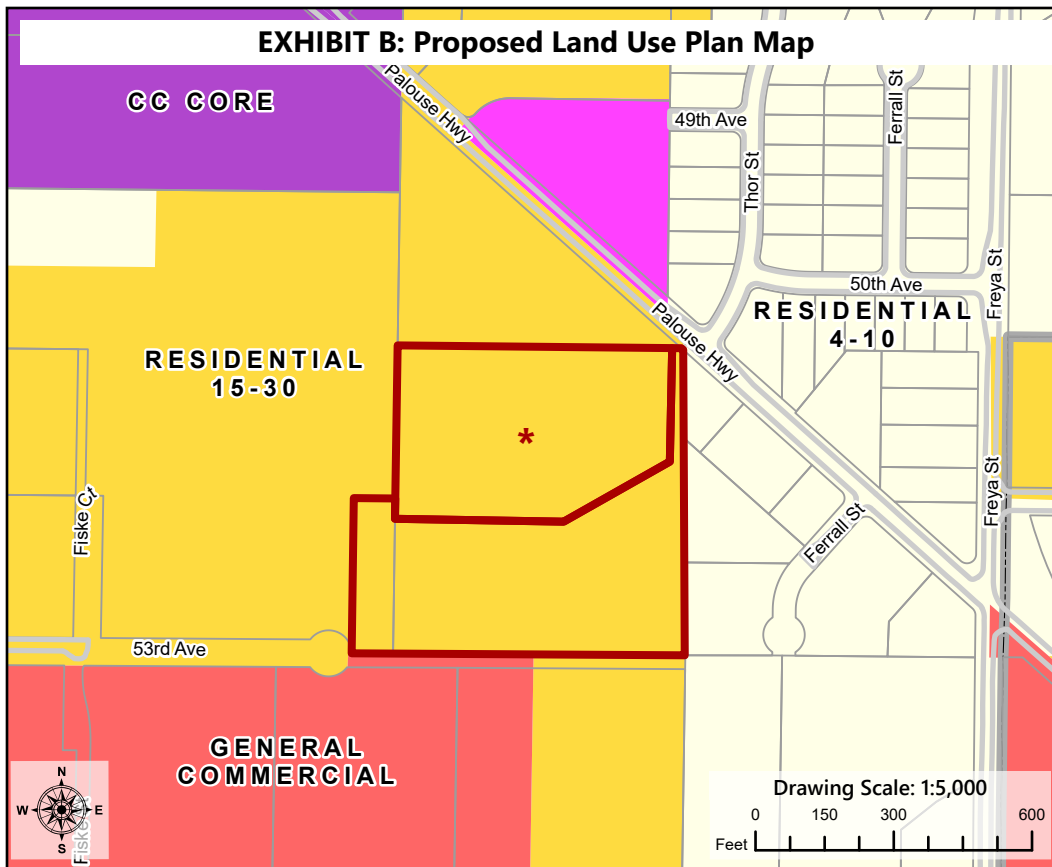 EXHIBIT B: Proposed Land Use Plan Map
CC CORE
Palouse Hwy
49th Ave
Thor St
Ferrall St
Freya St
50th Ave
RESIDENTIAL
4-10
Palouse Hwy
RESIDENTIAL
15-30
*
Fiske Ct
Freya St
Ferrall St
53rd Ave
GENERAL
COMMERCIAL
N
W E
S
Drawing Scale: 1:5,000
0 150 300 600
Feet